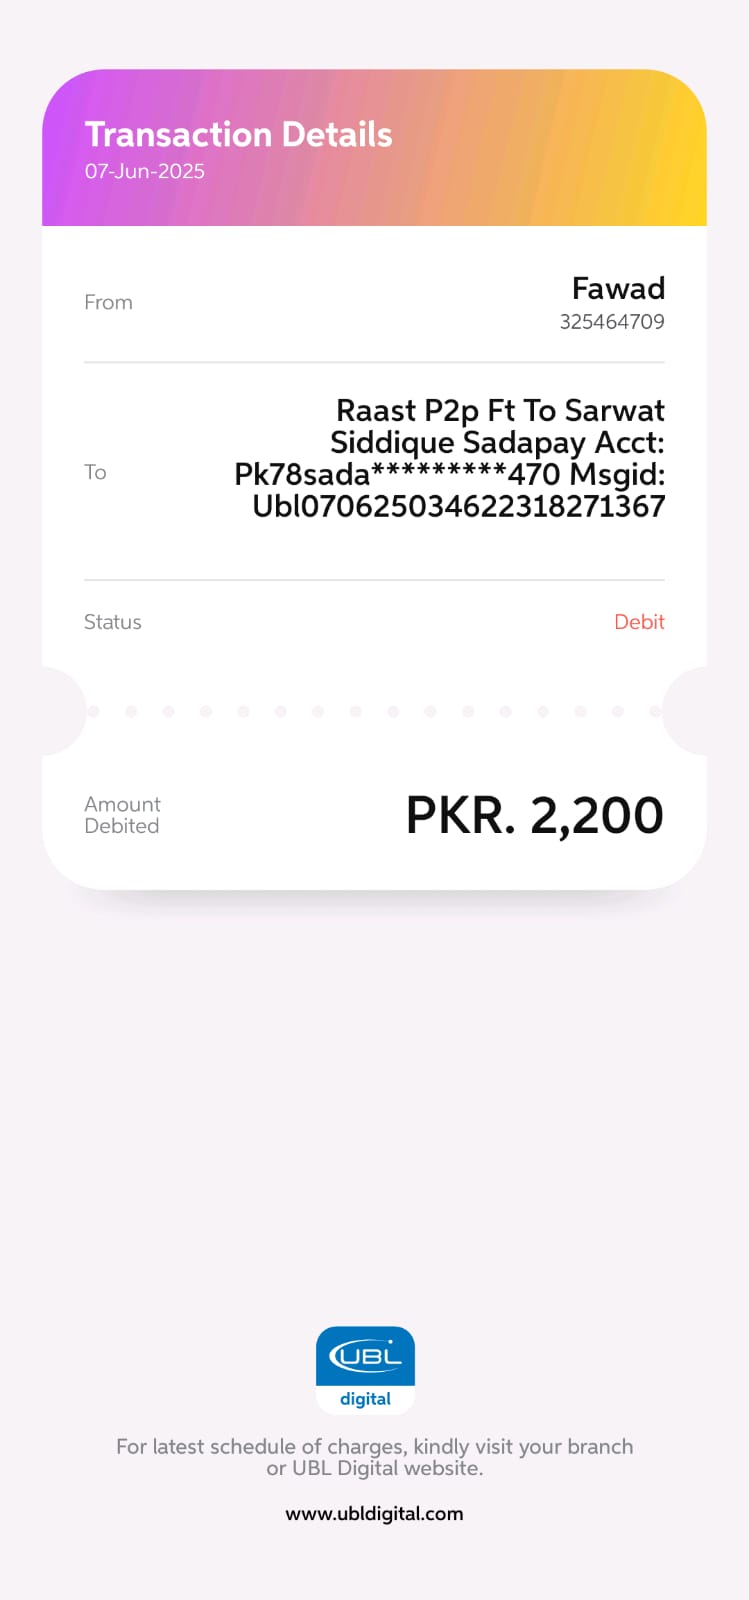 Transaction Details
07-Jun-2025
From
Fawad
325464709
To
Raast P2p Ft To Sarwat
Siddique Sadapay Acct:
Pk78sada*********470 Msgid:
Ubl070625034622318271367
Status
Debit
Amount
Debited
PKR. 2,200
UBL
digital
For latest schedule of charges, kindly visit your branch
or UBL Digital website.
www.ubldigital.com